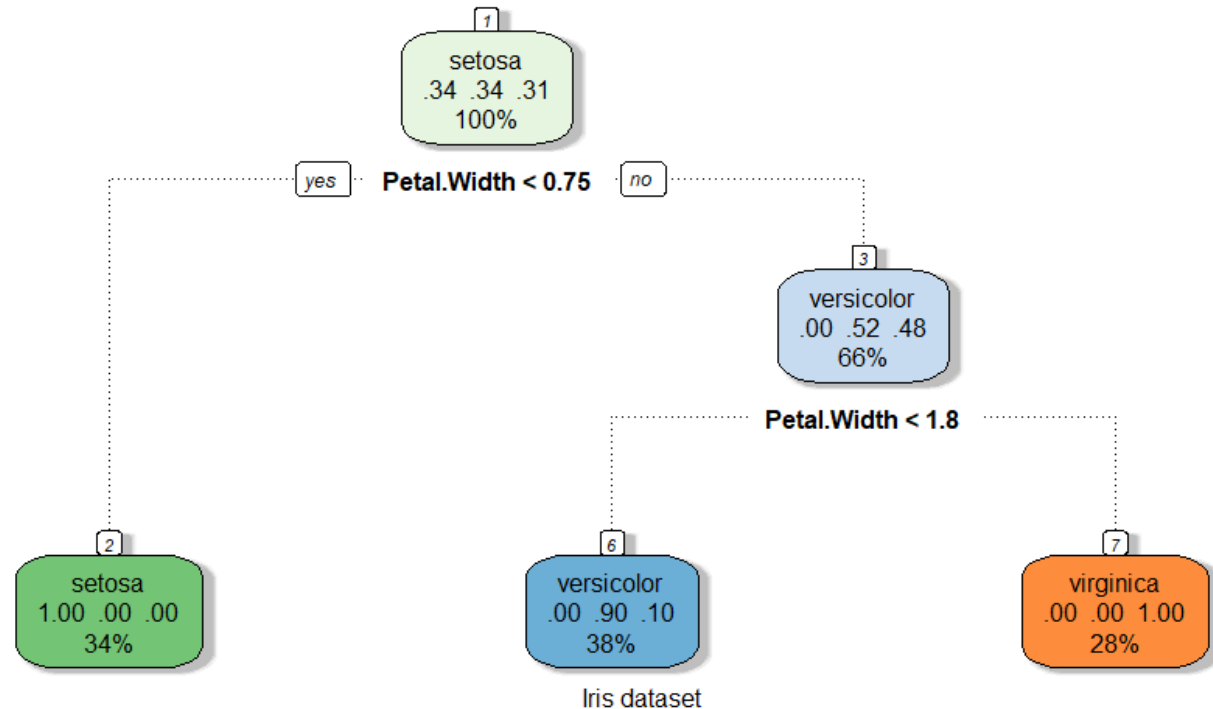 1
setosa
.34 .34 .31
100%
yes Petal.Width < 0.75 no
3
versicolor
.00 .52 .48
66%
Petal.Width < 1.8
2
setosa
1.00 .00 .00
34%
6
versicolor
.00 .90 .10
38%
7
virginica
.00 .00 1.00
28%
Iris dataset